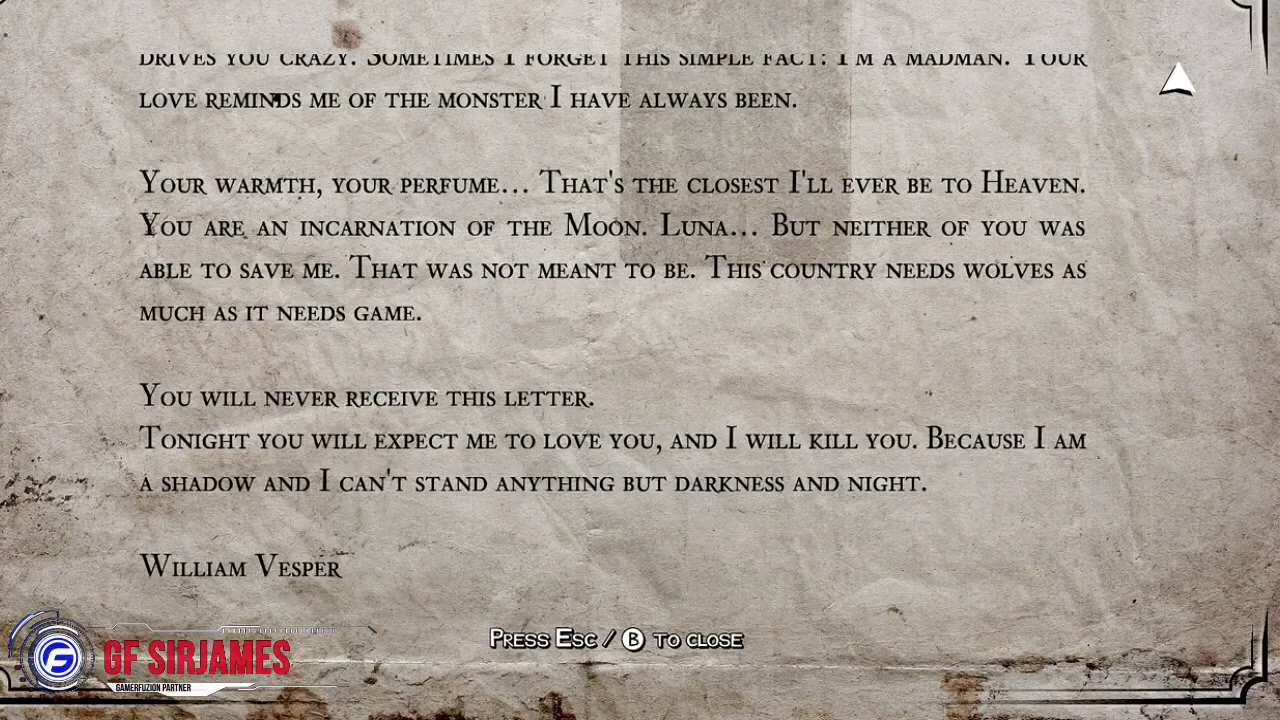 DRIVES YOU CRAZY. SOMETIMES I FORGET THIS SIMPLE FACT: I'M A MADMAN. YOUR
LOVE REMINDS ME OF THE MONSTER I HAVE ALWAYS BEEN.
YOUR WARMTH, YOUR PERFUME... THAT'S THE CLOSEST I'LL EVER BE TO HEAVEN.
YOU ARE AN INCARNATION OF THE MOON. LUNA... BUT NEITHER OF YOU WAS
ABLE TO SAVE ME. THAT WAS NOT MEANT TO BE. THIS COUNTRY NEEDS WOLVES AS
MUCH AS IT NEEDS GAME.
YOU WILL NEVER RECEIVE THIS LETTER.
TONIGHT YOU WILL EXPECT ME TO LOVE YOU, AND I WILL KILL YOU. BECAUSE I AM
A SHADOW AND I CAN'T STAND ANYTHING BUT DARKNESS AND NIGHT.
WILLIAM VESPER
PRESS ESC / B TO CLOSE
GF SIRJAMES
GAMERFUZION PARTNER